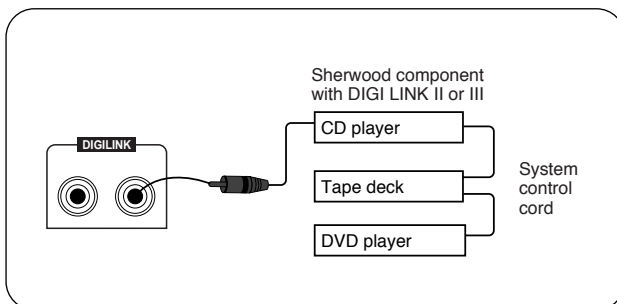 Sherwood component
with DIGI LINK II or III
DIGILINK
CD player
Tape deck
DVD player
System
control
cord